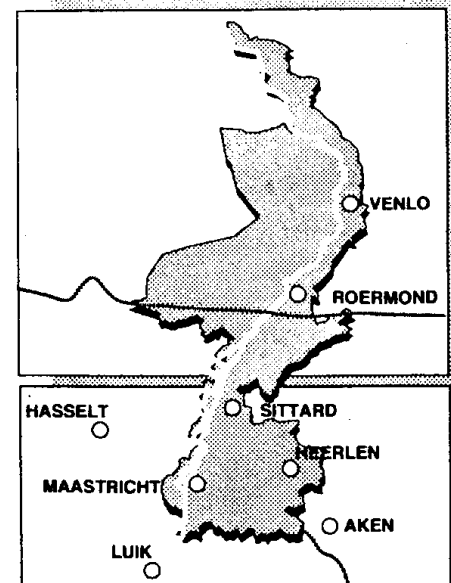 VENLO
ROERMOND
HASSELT
SITTARD
HEERLEN
MAASTRICHT
AKEN
LUIK